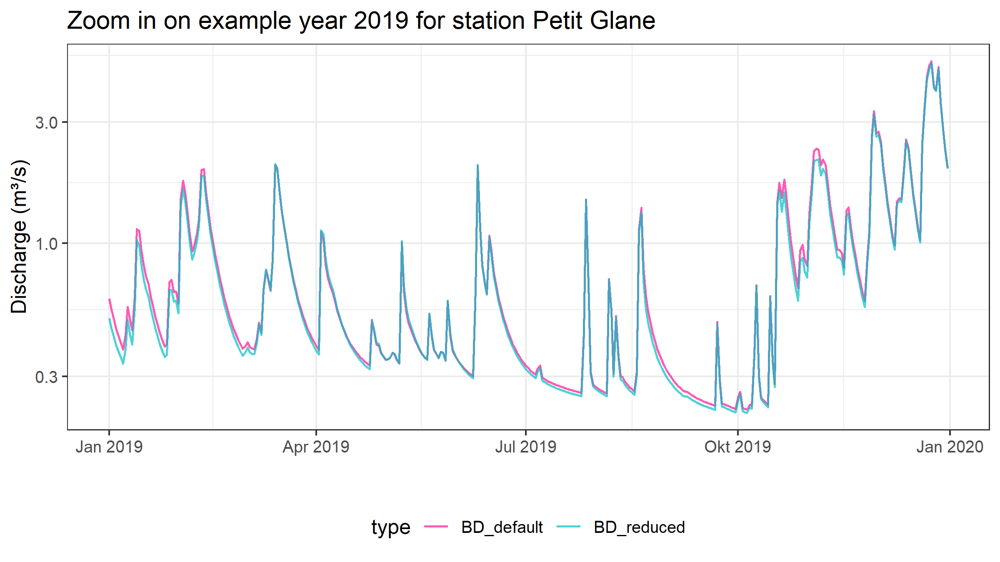 Zoom in on example year 2019 for station Petit Glane
Discharge (m³/s)
3.0
1.0
0.3
Jan 2019 Apr 2019 Jul 2019 Okt 2019 Jan 2020
type BD_default BD_reduced